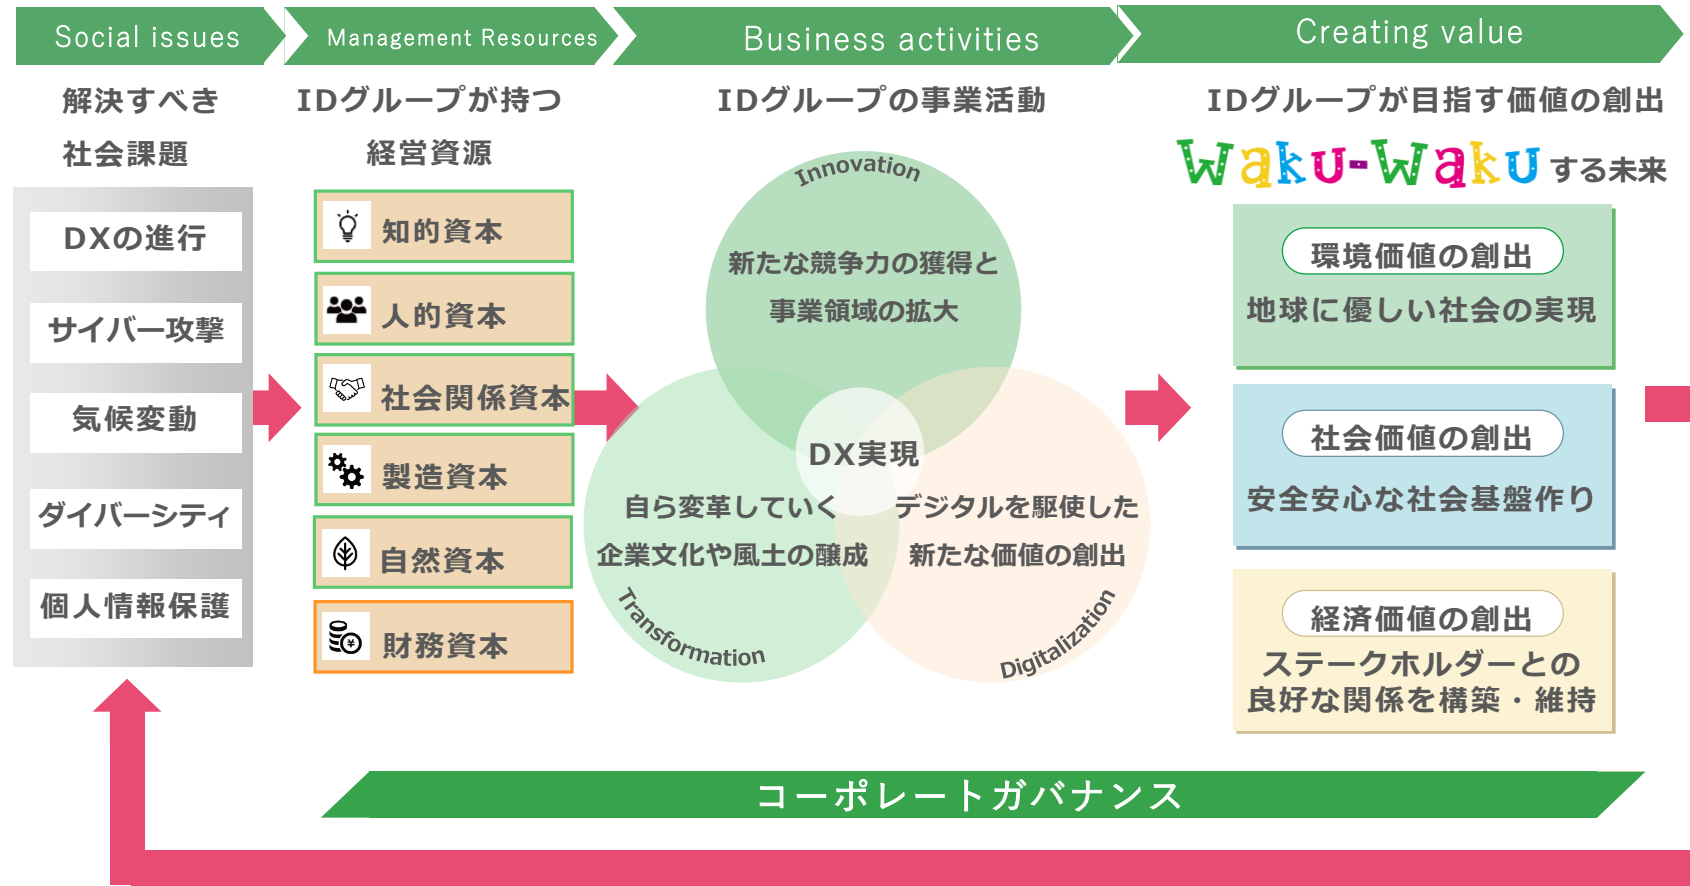 Social issues
Management Resources
Business activities
Creating value
解決すべき
社会課題
DXの進行
サイバー攻撃
気候変動
ダイバーシティ
個人情報保護
IDグループが持つ
経営資源
知的資本
人的資本
社会関係資本
製造資本
自然資本
財務資本
IDグループの事業活動
Innovation
新たな競争力の獲得と
事業領域の拡大
DX実現
自ら変革していく
企業文化や風土の醸成
Transformation
デジタルを駆使した
新たな価値の創出
Digitalization
IDグループが目指す価値の創出
Waku-Wakuする未来
環境価値の創出
地球に優しい社会の実現
社会価値の創出
安全安心な社会基盤作り
経済価値の創出
ステークホルダーとの
良好な関係を構築・維持
コーポレートガバナンス